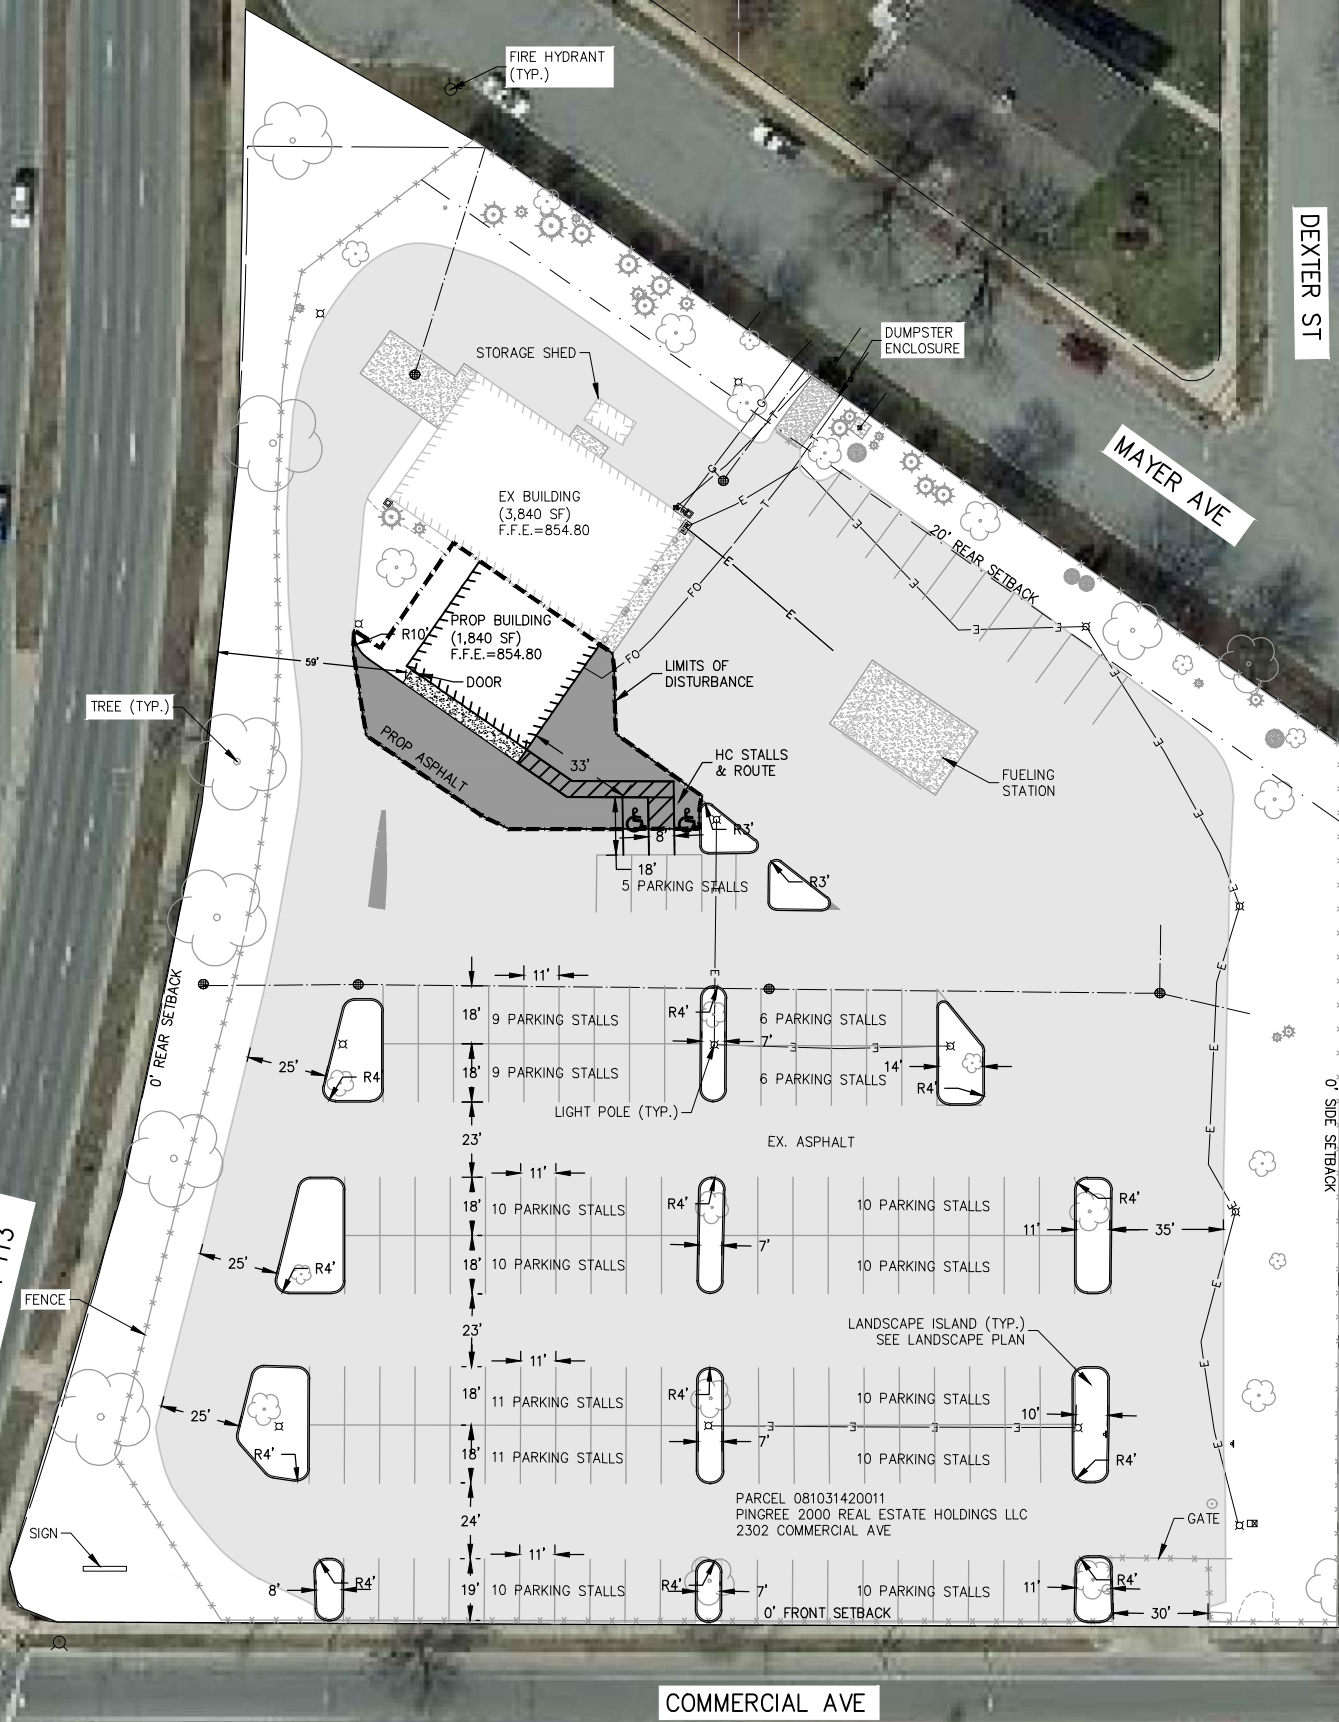 FIRE HYDRANT
(TYP.)
DEXTER ST
STORAGE SHED
DUMPSTER
ENCLOSURE
MAYER AVE
G
T
G
E
T
EX BUILDING
(3,840 SF)
F.F.E.=854.80
E
20' REAR SETBACK
E
E
FO
E
E
PROP BUILDING
(1,840 SF)
F.F.E.=854.80
R10'
FO
59'
LIMITS OF
DISTURBANCE
DOOR
E
TREE (TYP.)
PROP ASPHALT
E
33'
HC STALLS
& ROUTE
FUELING
STATION
E
R3'
8'
18'
5 PARKING STALLS
R3'
E
E
11'
E
E
0' REAR SETBACK
18'
9 PARKING STALLS
R4'
6 PARKING STALLS
7'
E
E
E
25'
R4'
18'
9 PARKING STALLS
6 PARKING STALLS
14'
R4'
0' SIDE SETBACK
LIGHT POLE (TYP.)
23'
EX. ASPHALT
E
11'
18'
10 PARKING STALLS
R4'
10 PARKING STALLS
R4'
E
11'
35'
113
25'
R4'
18'
10 PARKING STALLS
7'
10 PARKING STALLS
E
FENCE
23'
LANDSCAPE ISLAND (TYP.)
SEE LANDSCAPE PLAN
11'
E
18'
11 PARKING STALLS
R4'
10 PARKING STALLS
25'
10'
E
E
E
E
R4'
18'
11 PARKING STALLS
7'
10 PARKING STALLS
R4'
E
PARCEL 081031420011
PINGREE 2000 REAL ESTATE HOLDINGS LLC
2302 COMMERCIAL AVE
24'
GATE
SIGN
11'
8'
R4'
19'
10 PARKING STALLS
R4'
7'
10 PARKING STALLS
11'
R4'
0' FRONT SETBACK
30'
COMMERCIAL AVE